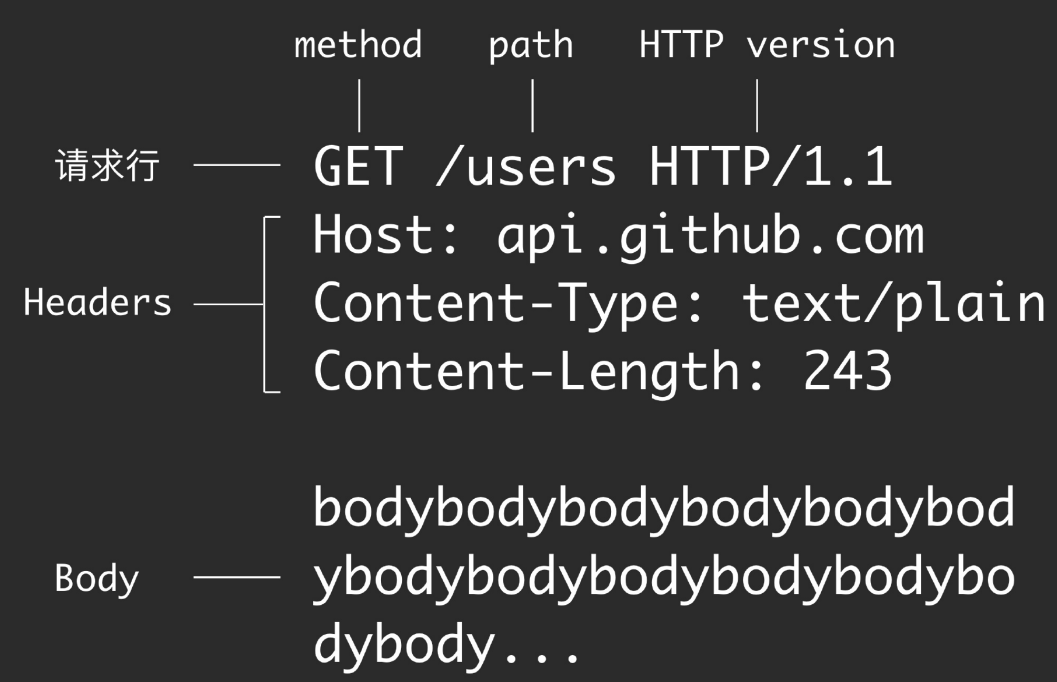 method path HTTP version
请求行 GET /users HTTP/1.1
Host: api.github.com
Headers Content-Type: text/plain
Content-Length: 243
bodybodybodybodybodybod
Body ybodybodybodybodybodybo
dybody...